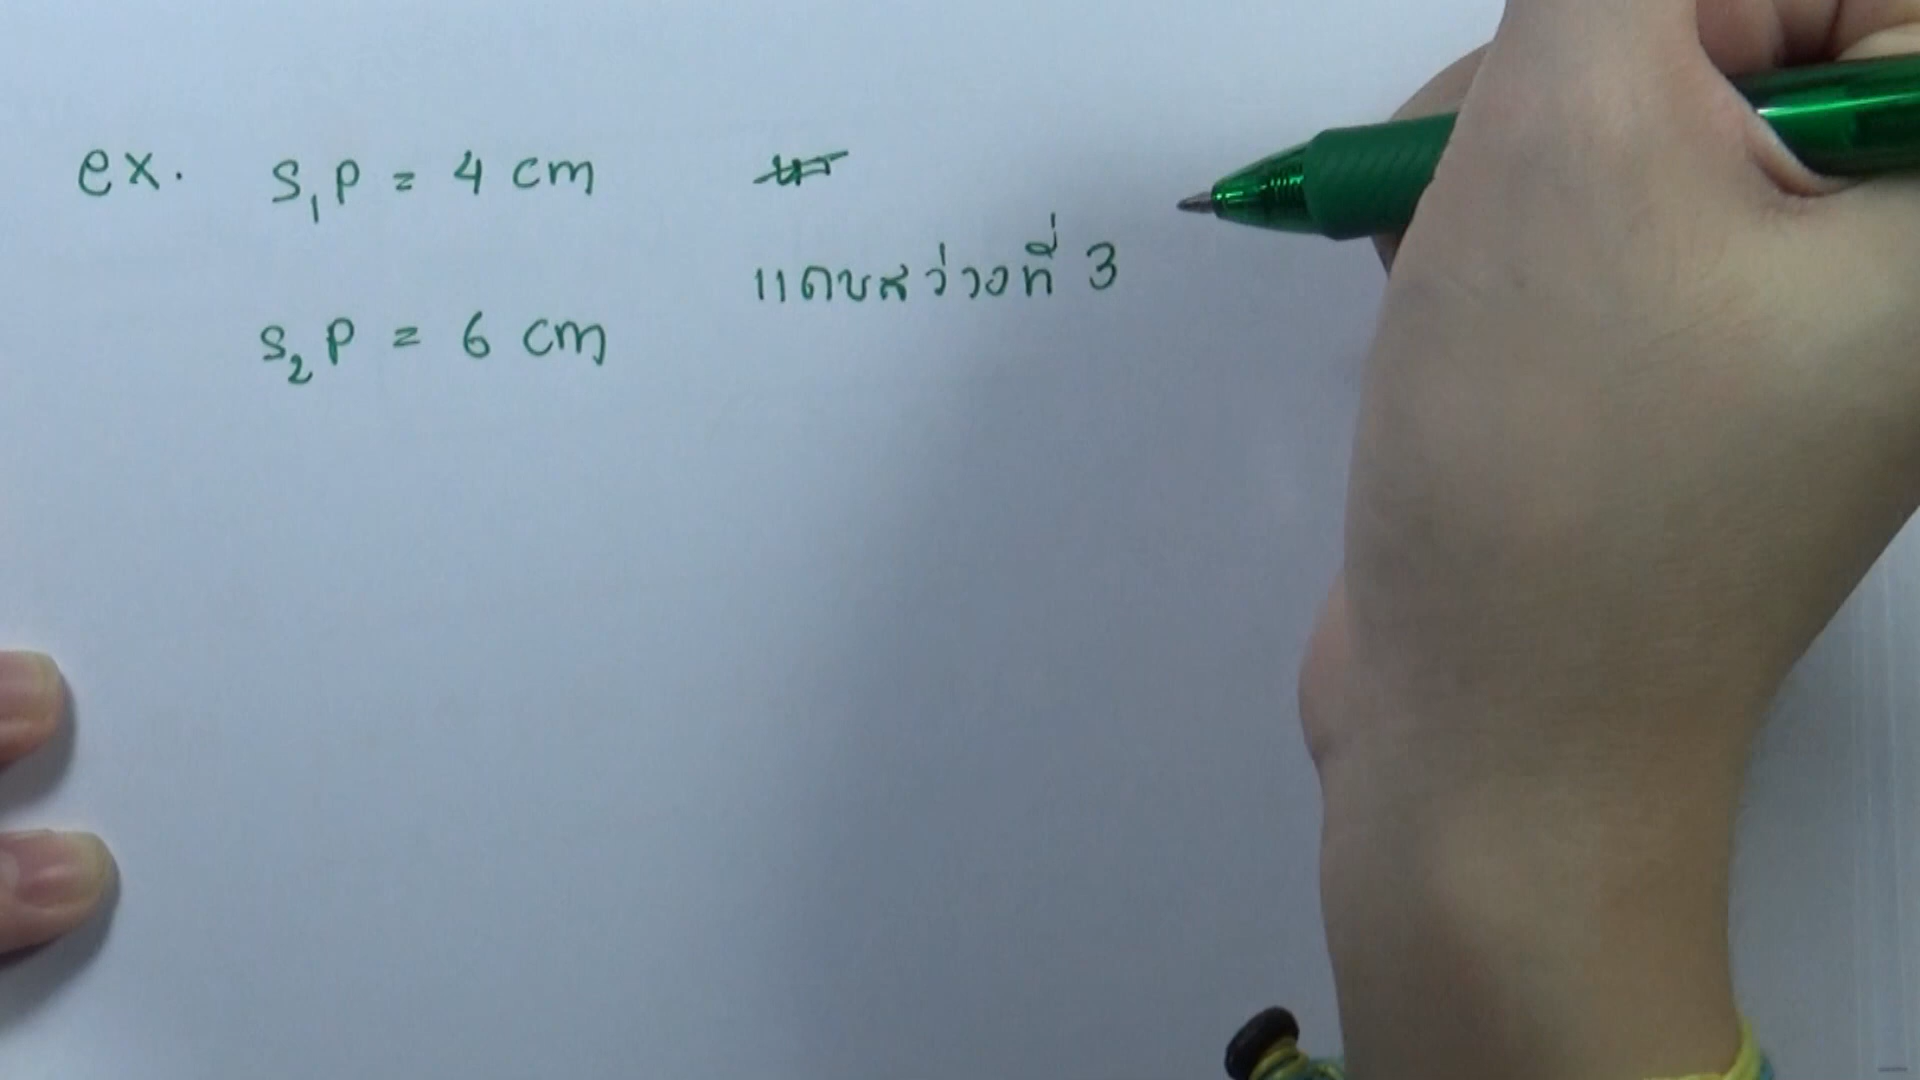 ex. S₁P = 4 cm
แถบสว่างที่ 3
S₂P = 6 cm